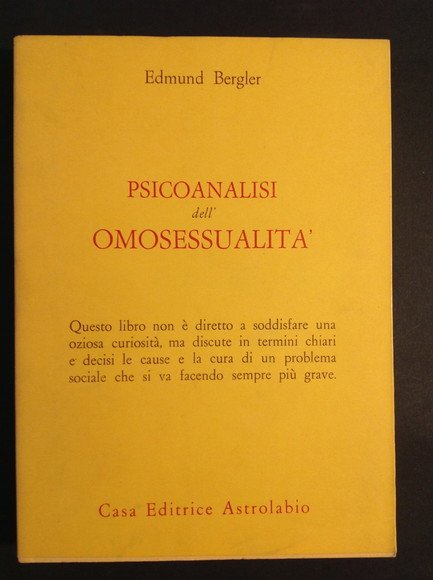 Edmund Bergler
PSICOANALISI
dell'
OMOSESSUALITA'
Questo libro non è diretto a soddisfare una
oziosa curiosità, ma discute in termini chiari
e decisi le cause e la cura di un problema
sociale che si va facendo sempre più grave.
Casa Editrice Astrolabio